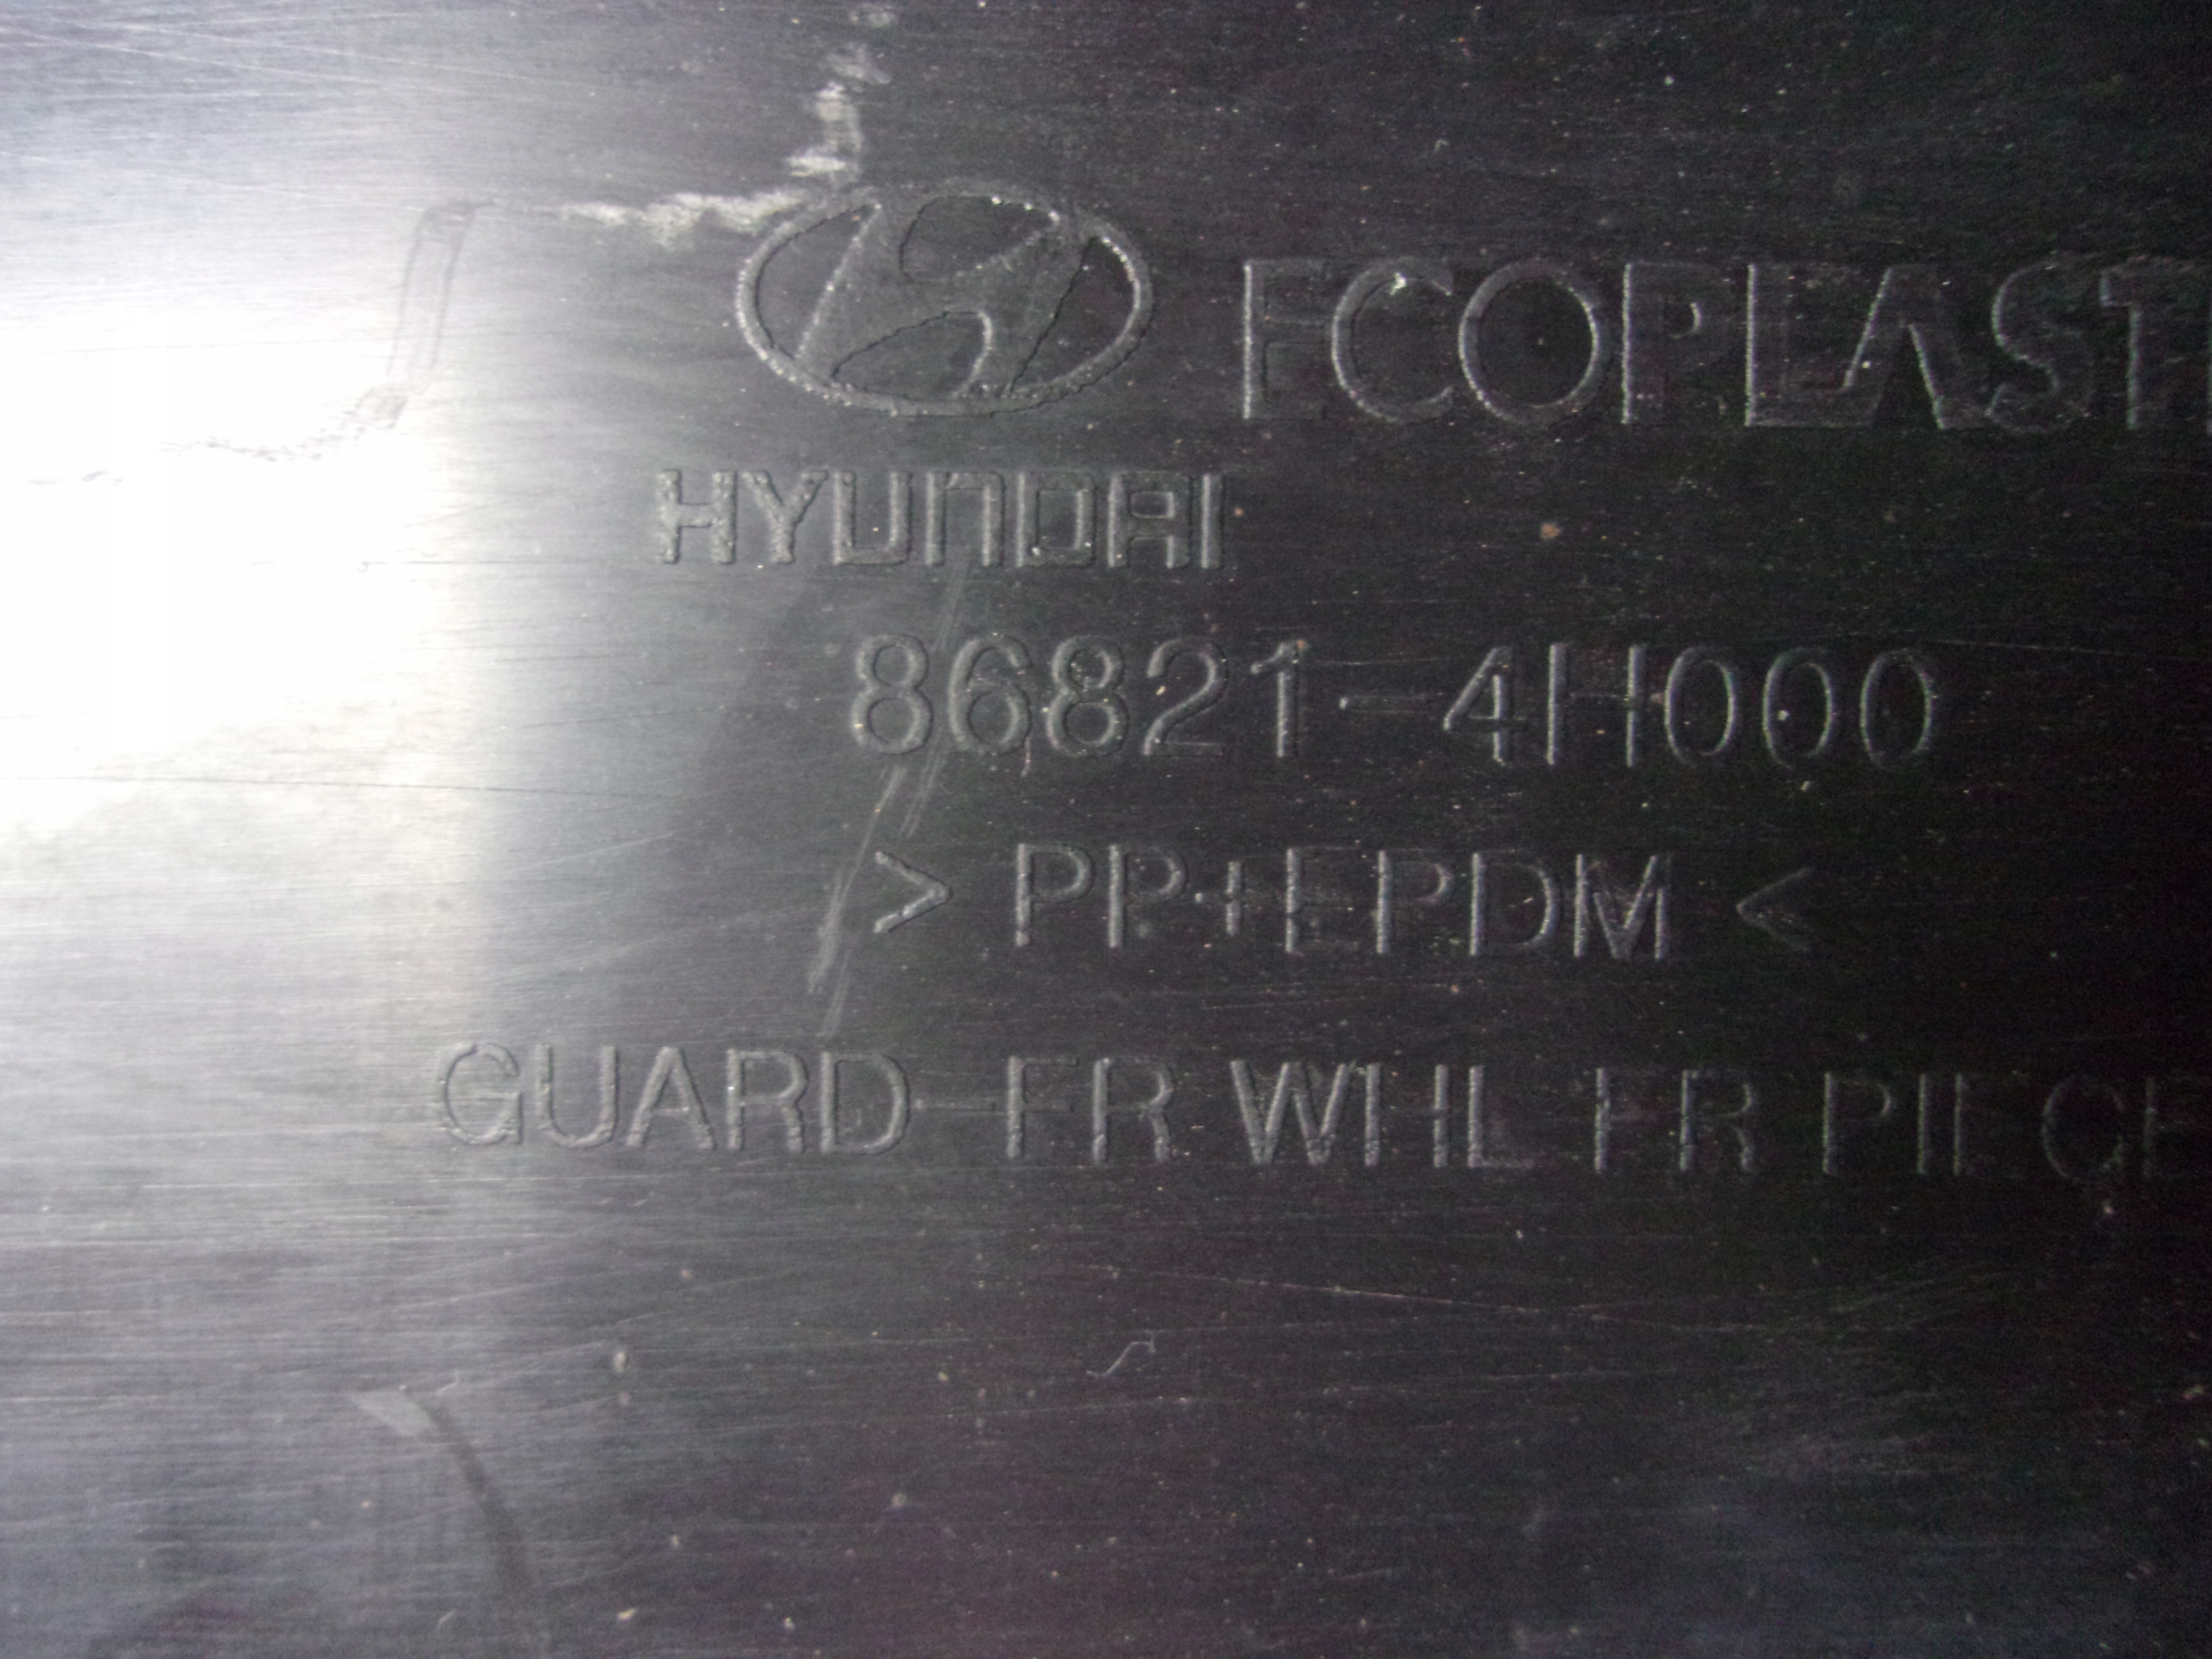 ECOPLAST
HYUNDAI
86821-4H000
> PP+EPDM <
GUARD-FR WHL FR PIECE